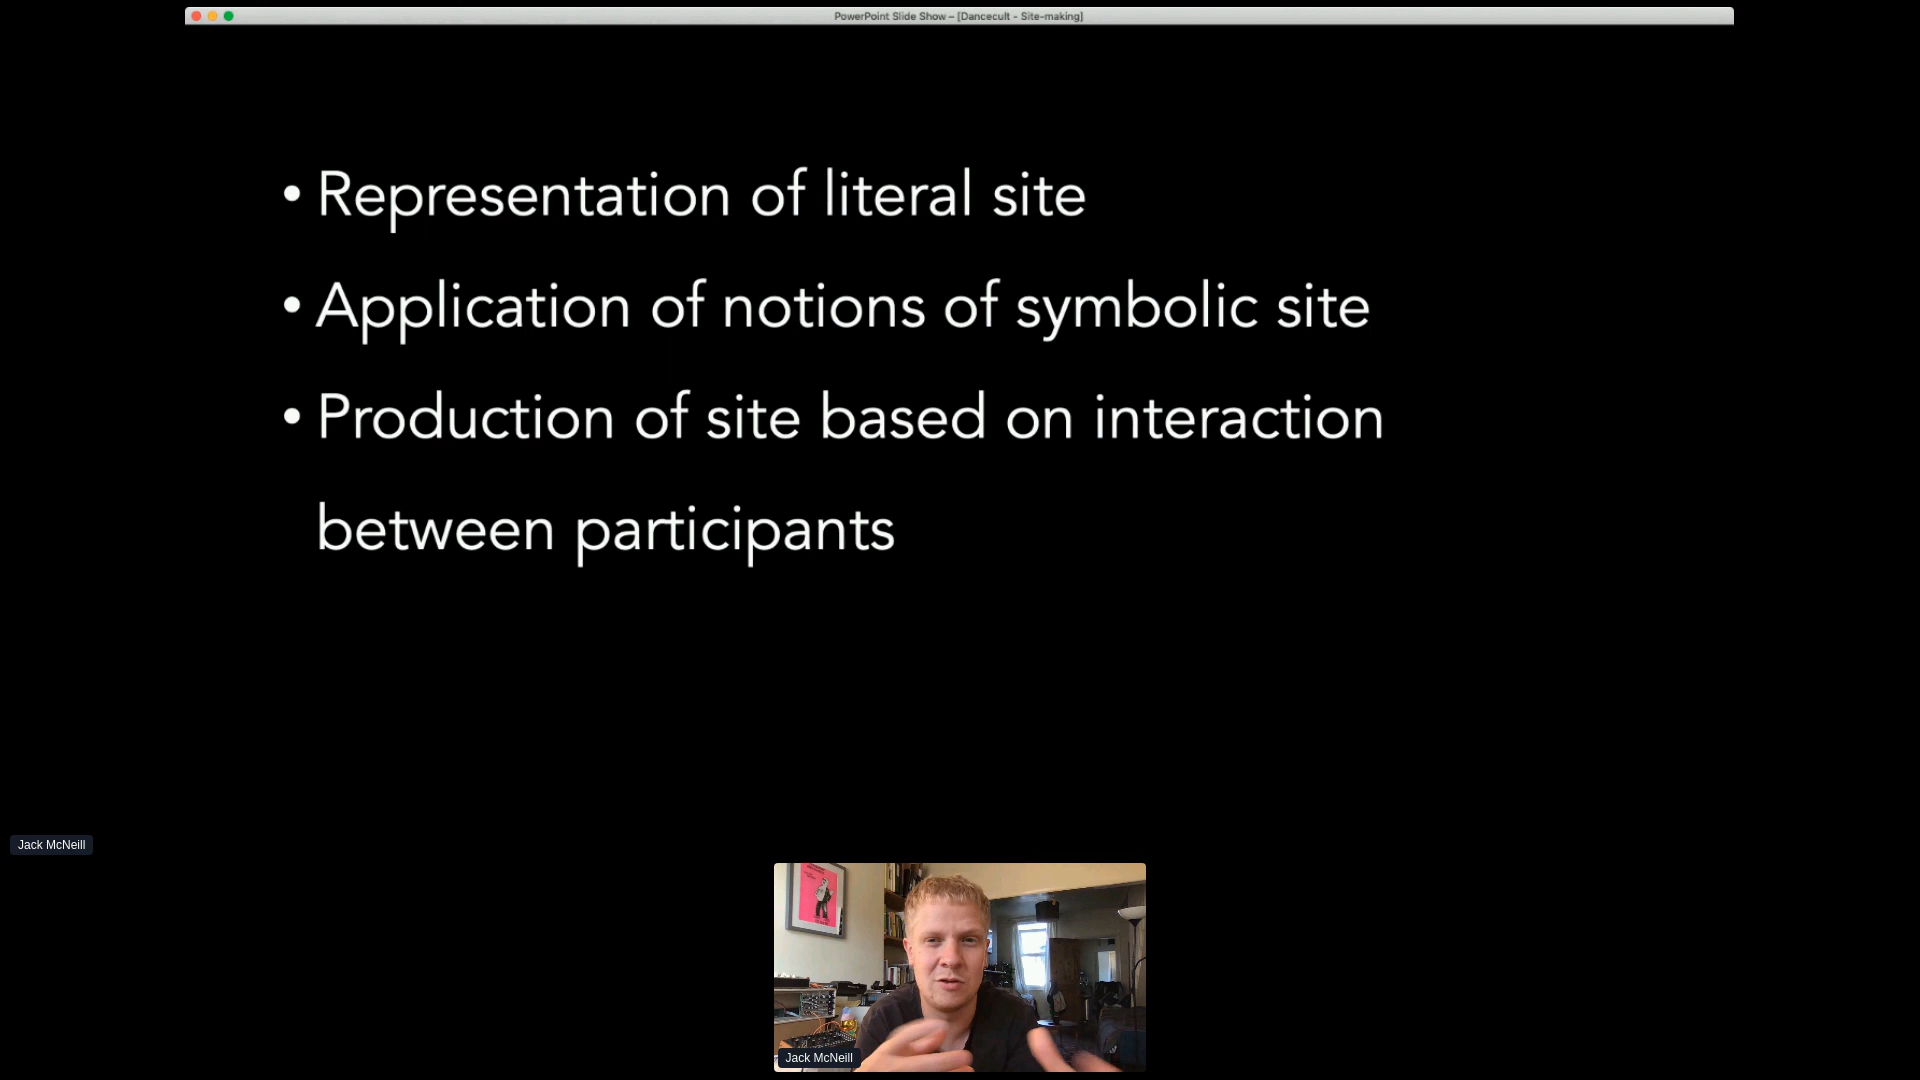 PowerPoint Slide Show – [Dancecult - Site-making]
• Representation of literal site
• Application of notions of symbolic site
• Production of site based on interaction
between participants
Jack McNeill
Jack McNeill